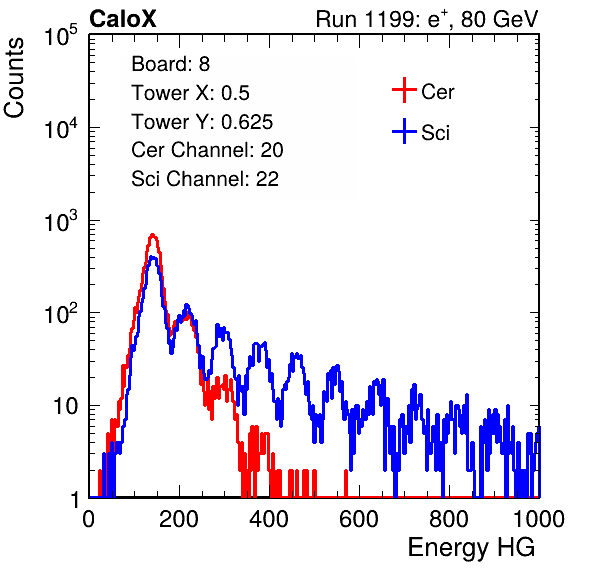 CaloX Run 1199: e⁺, 80 GeV
Board: 8
Tower X: 0.5
Tower Y: 0.625
Cer Channel: 20
Sci Channel: 22
Cer
Sci
Counts
10⁵
10⁴
10³
10²
10
1
0 200 400 600 800 1000
Energy HG